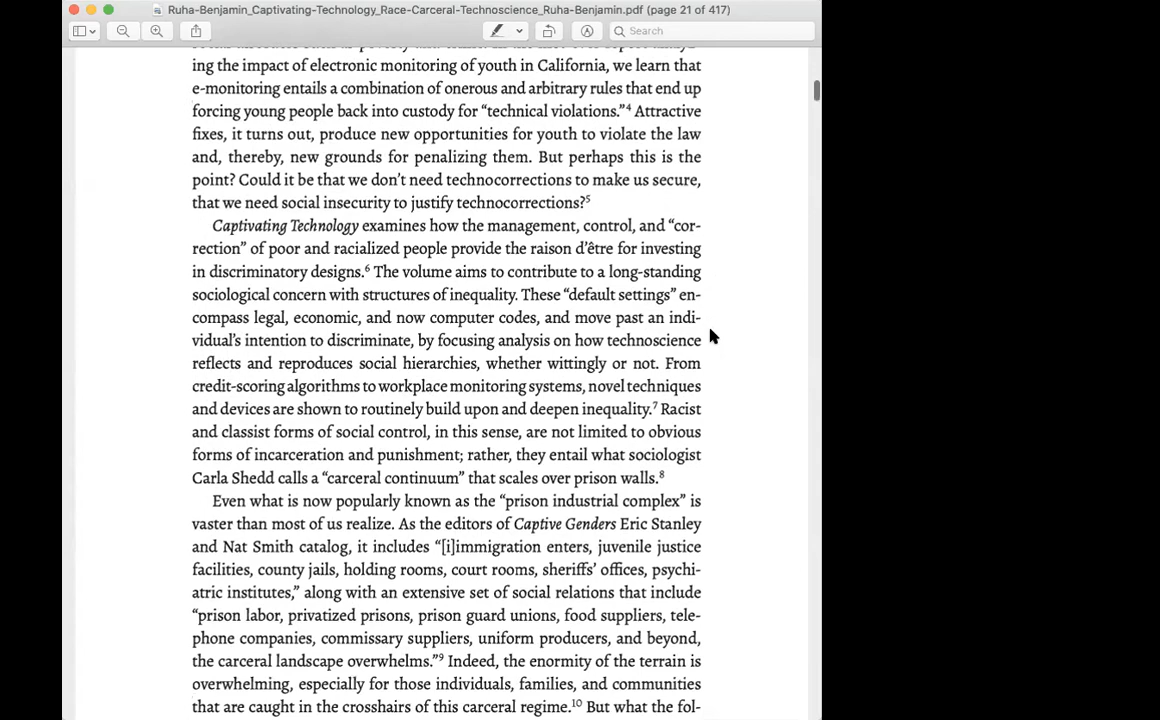 Ruha-Benjamin_Captivating-Technology_Race-Carceral-Technoscience_Ruha-Benjamin.pdf (page 21 of 417)
Search
ing the impact of electronic monitoring of youth in California, we learn that
e-monitoring entails a combination of onerous and arbitrary rules that end up
forcing young people back into custody for “technical violations.”4 Attractive
fixes, it turns out, produce new opportunities for youth to violate the law
and, thereby, new grounds for penalizing them. But perhaps this is the
point? Could it be that we don’t need technocorrections to make us secure,
that we need social insecurity to justify technocorrections?5
Captivating Technology examines how the management, control, and “cor-
rection” of poor and racialized people provide the raison d’être for investing
in discriminatory designs.6 The volume aims to contribute to a long-standing
sociological concern with structures of inequality. These “default settings” en-
compass legal, economic, and now computer codes, and move past an indi-
vidual’s intention to discriminate, by focusing analysis on how technoscience
reflects and reproduces social hierarchies, whether wittingly or not. From
credit-scoring algorithms to workplace monitoring systems, novel techniques
and devices are shown to routinely build upon and deepen inequality.7 Racist
and classist forms of social control, in this sense, are not limited to obvious
forms of incarceration and punishment; rather, they entail what sociologist
Carla Shedd calls a “carceral continuum” that scales over prison walls.8
Even what is now popularly known as the “prison industrial complex” is
vaster than most of us realize. As the editors of Captive Genders Eric Stanley
and Nat Smith catalog, it includes “[i]immigration enters, juvenile justice
facilities, county jails, holding rooms, court rooms, sheriffs’ offices, psychi-
atric institutes,” along with an extensive set of social relations that include
“prison labor, privatized prisons, prison guard unions, food suppliers, tele-
phone companies, commissary suppliers, uniform producers, and beyond,
the carceral landscape overwhelms.”9 Indeed, the enormity of the terrain is
overwhelming, especially for those individuals, families, and communities
that are caught in the crosshairs of this carceral regime.10 But what the fol-